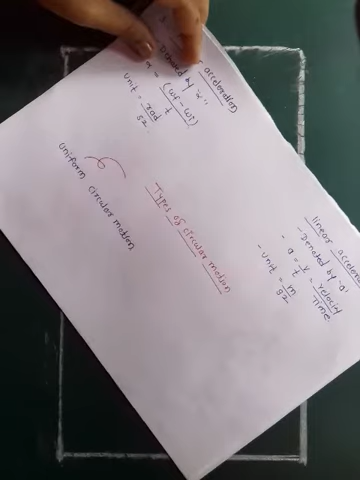 acceleration
Denoted by "α"
α = (ωf - ωi) / t
unit = rad / s2
linear accelera
- Denoted by "a"
- a = v / t = velocity / Time
- unit = m / s2
Types of circular motion
uniform circular motion